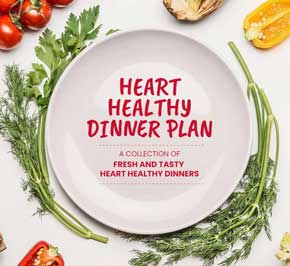 HEART
HEALTHY
DINNER PLAN
A COLLECTION OF
FRESH AND TASTY
HEART HEALTHY DINNERS